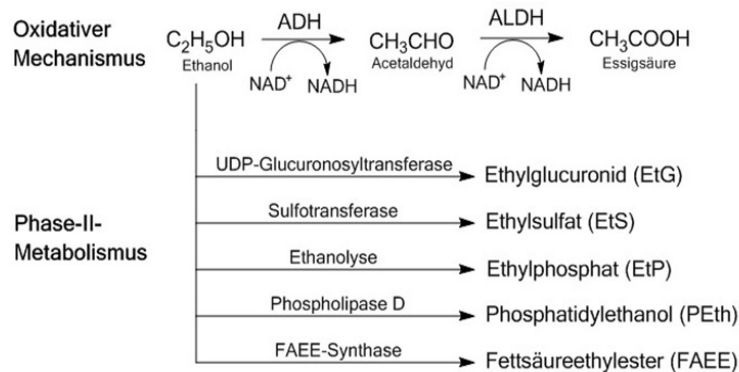 Oxidativer Mechanismus
C₂H₅OH
Ethanol
ADH
NAD⁺ NADH
CH₃CHO
Acetaldehyd
ALDH
NAD⁺ NADH
CH₃COOH
Essigsäure
Phase-II-
Metabolismus
UDP-Glucuronosyltransferase Ethylglucuronid (EtG)
Sulfotransferase Ethylsulfat (EtS)
Ethanolyse Ethylphosphat (EtP)
Phospholipase D Phosphatidylethanol (PEth)
FAEE-Synthase Fettsäureethylester (FAEE)